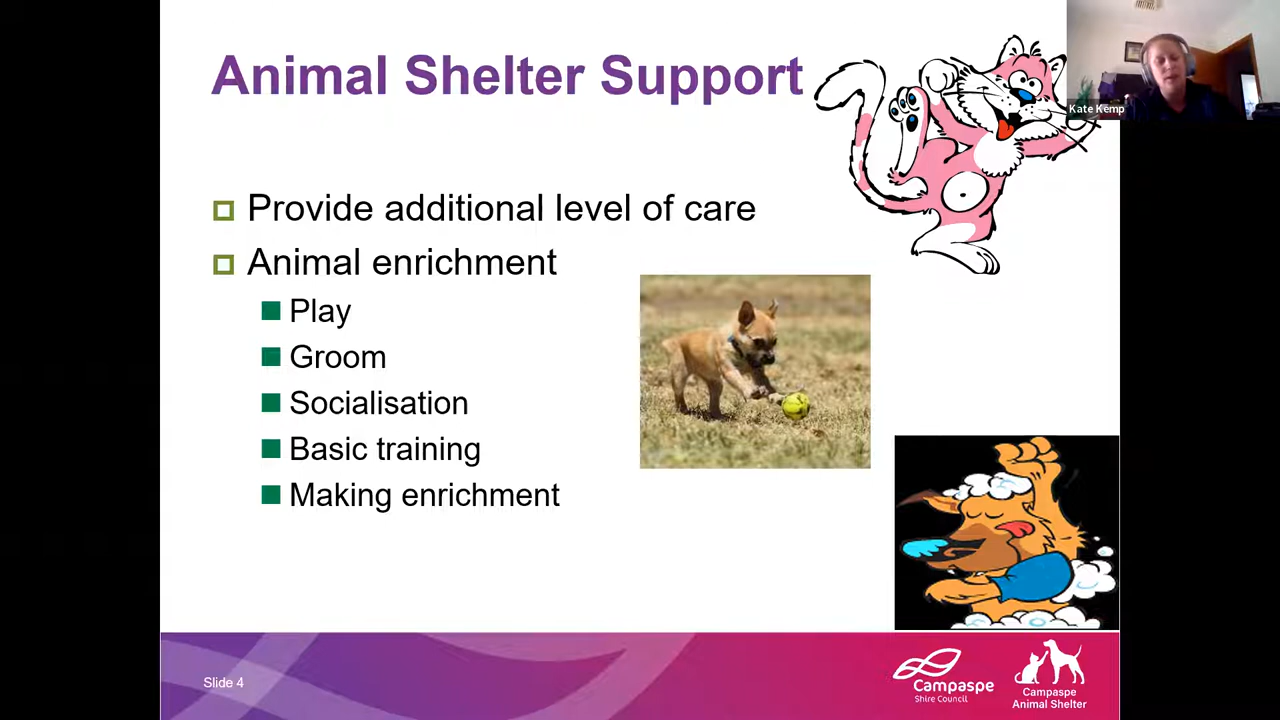 Animal Shelter Support
Kate Kemp
Provide additional level of care
Animal enrichment
Play
Groom
Socialisation
Basic training
Making enrichment
Slide 4
Campaspe
Shire Council
Campaspe
Animal Shelter